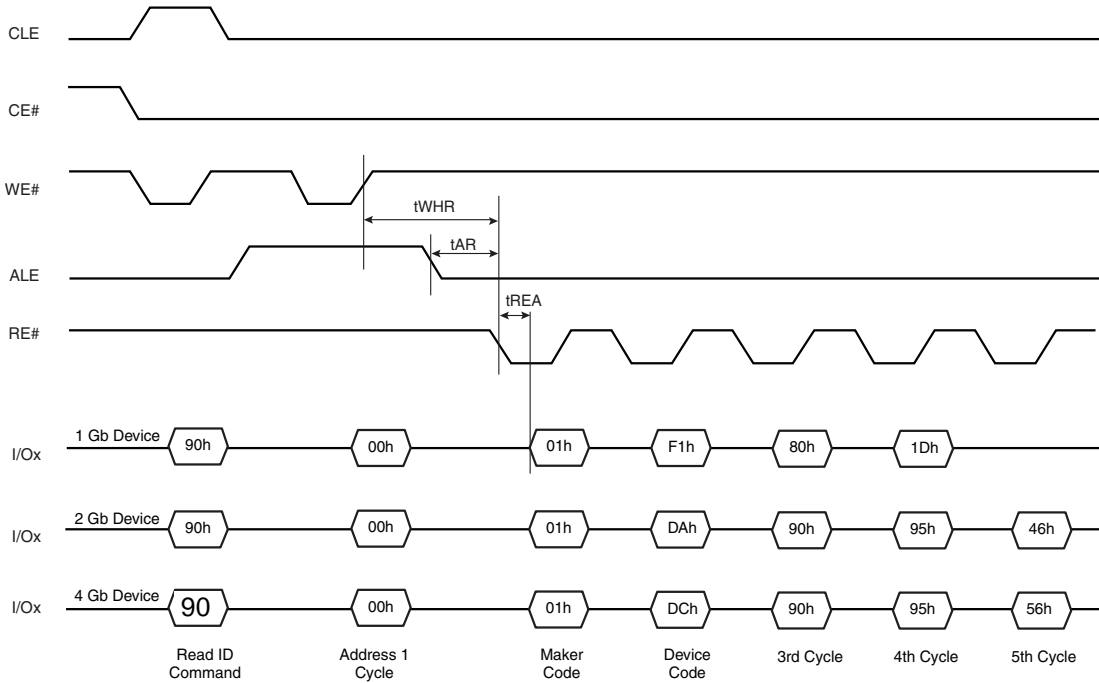 CLE
CE#
WE#
tWHR
tAR
ALE
tREA
RE#
I/Ox 1 Gb Device 90h 00h 01h F1h 80h 1Dh
I/Ox 2 Gb Device 90h 00h 01h DAh 90h 95h 46h
I/Ox 4 Gb Device 90 00h 01h DCh 90h 95h 56h
Read ID Command
Address 1 Cycle
Maker Code
Device Code
3rd Cycle
4th Cycle
5th Cycle